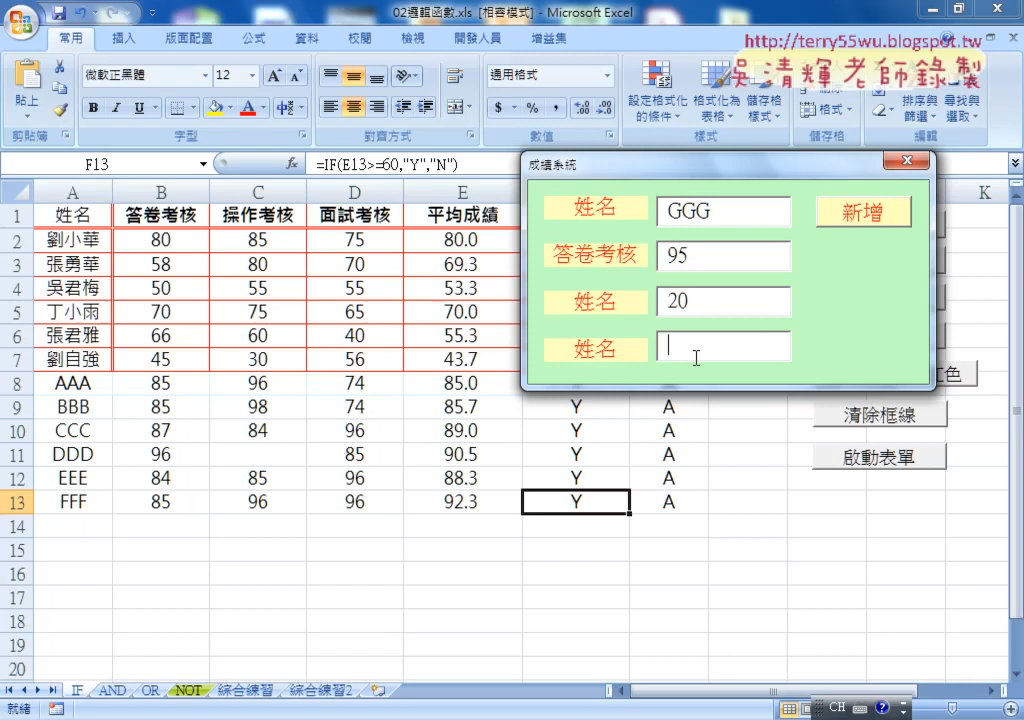 02邏輯函數.xls [相容模式] - Microsoft Excel
常用 插入 版面配置 公式 資料 校閱 檢視 開發人員 增益集
http://terry55wu.blogspot.tw
吳清輝老師錄製
貼上
微軟正黑體 12
B I U
通用格式
$ % ,
設定格式化的條件
格式化為表格
儲存格樣式
格式
排序與篩選
尋找與選取
剪貼簿 字型 對齊方式 數值 樣式 儲存格 編輯
F13 fx =IF(E13>=60,"Y","N")
A B C D E K
1 姓名 答卷考核 操作考核 面試考核 平均成績
2 劉小華 80 85 75 80.0
3 張勇華 58 80 70 69.3
4 吳君梅 50 55 55 53.3
5 丁小雨 70 75 65 70.0
6 張君雅 66 60 40 55.3
7 劉自強 45 30 56 43.7
8 AAA 85 96 74 85.0
9 BBB 85 98 74 85.7 Y A
10 CCC 87 84 96 89.0 Y A
11 DDD 96 85 90.5 Y A
12 EEE 84 85 96 88.3 Y A
13 FFF 85 96 96 92.3 Y A
14
15
16
17
18
19
20
成績系統
姓名 GGG 新增
答卷考核 95
姓名 20
姓名
紅色
清除框線
啟動表單
IF AND OR NOT 綜合練習 綜合練習2
就緒
CH